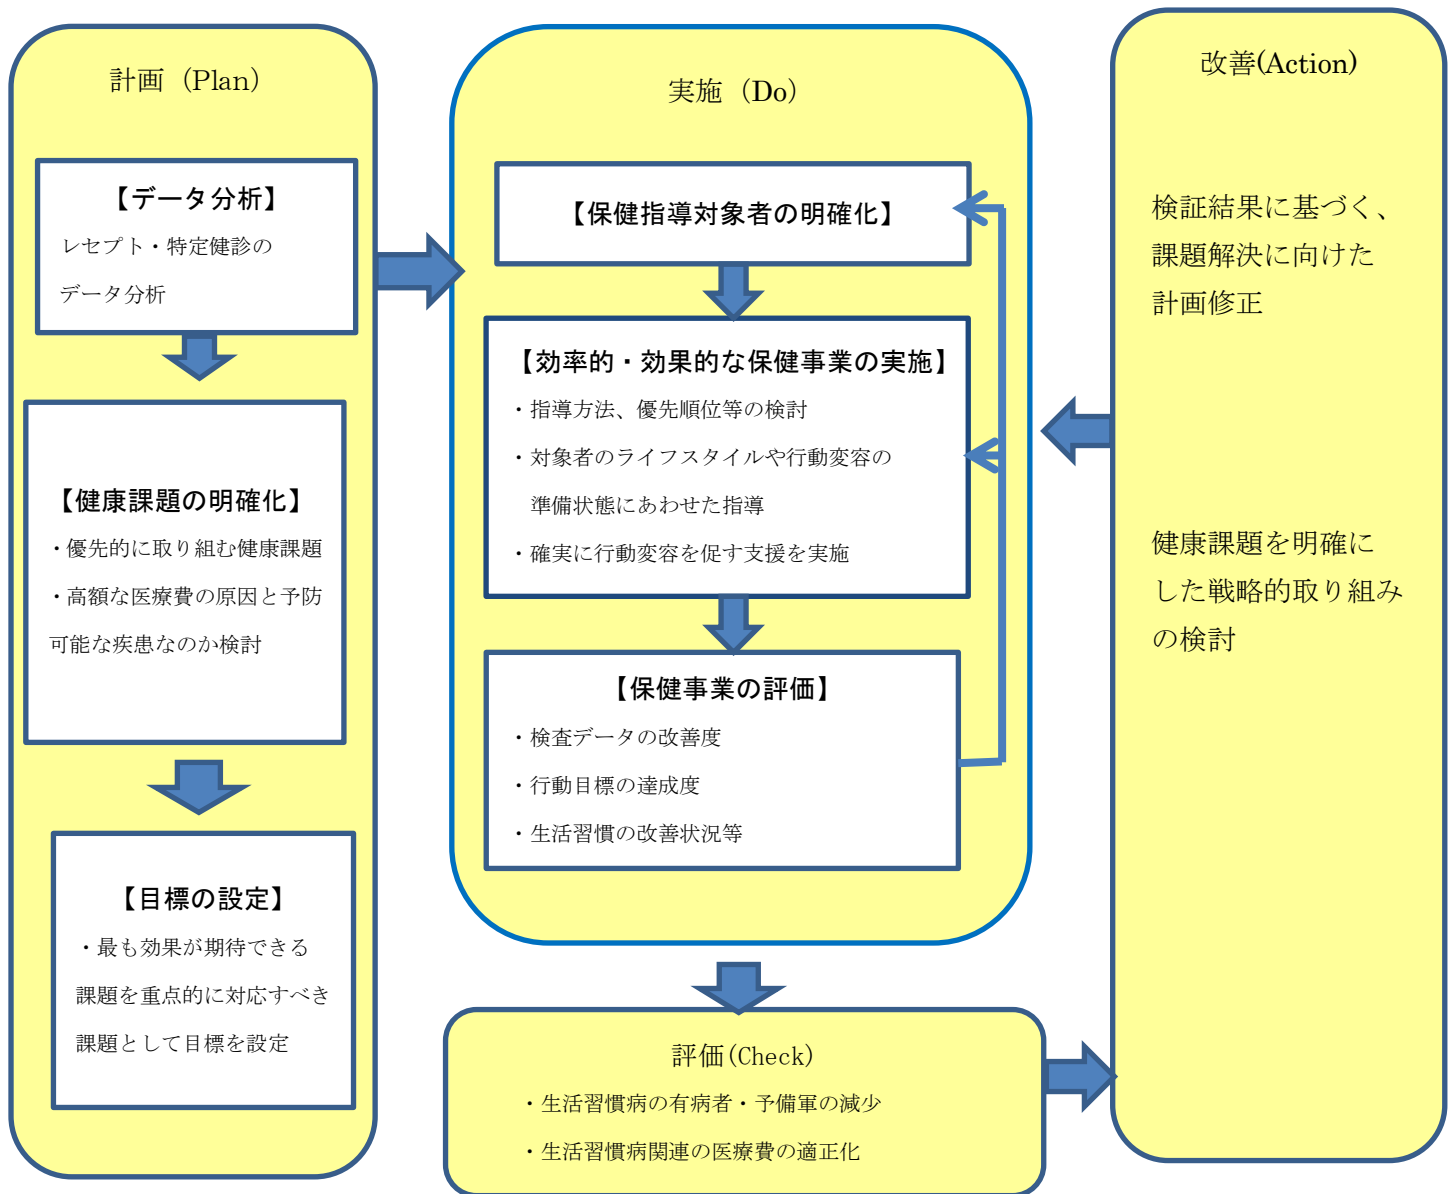 計画（Plan）
【データ分析】
レセプト・特定健診の
データ分析
【健康課題の明確化】
・優先的に取り組む健康課題
・高額な医療費の原因と予防
可能な疾患なのか検討
【目標の設定】
・最も効果が期待できる
課題を重点的に対応すべき
課題として目標を設定
実施（Do）
【保健指導対象者の明確化】
【効率的・効果的な保健事業の実施】
・指導方法、優先順位等の検討
・対象者のライフスタイルや行動変容の
準備状態にあわせた指導
・確実に行動変容を促す支援を実施
【保健事業の評価】
・検査データの改善度
・行動目標の達成度
・生活習慣の改善状況等
評価(Check)
・生活習慣病の有病者・予備軍の減少
・生活習慣病関連の医療費の適正化
改善(Action)
検証結果に基づく、
課題解決に向けた
計画修正
健康課題を明確に
した戦略的取り組み
の検討